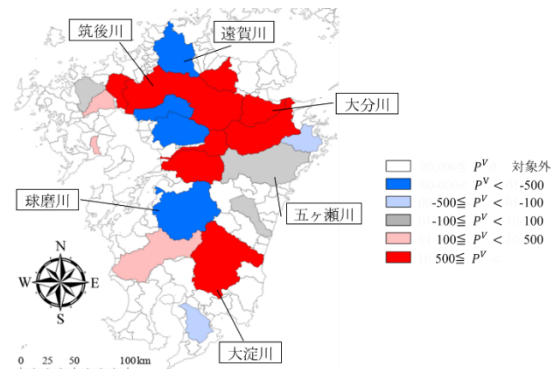 筑後川
遠賀川
大分川
球磨川
五ヶ瀬川
大淀川
N
W E
S
0 25 50 100km
P^V 対象外
P^V < -500
-500≦ P^V < -100
-100≦ P^V < 100
100≦ P^V < 500
500≦ P^V